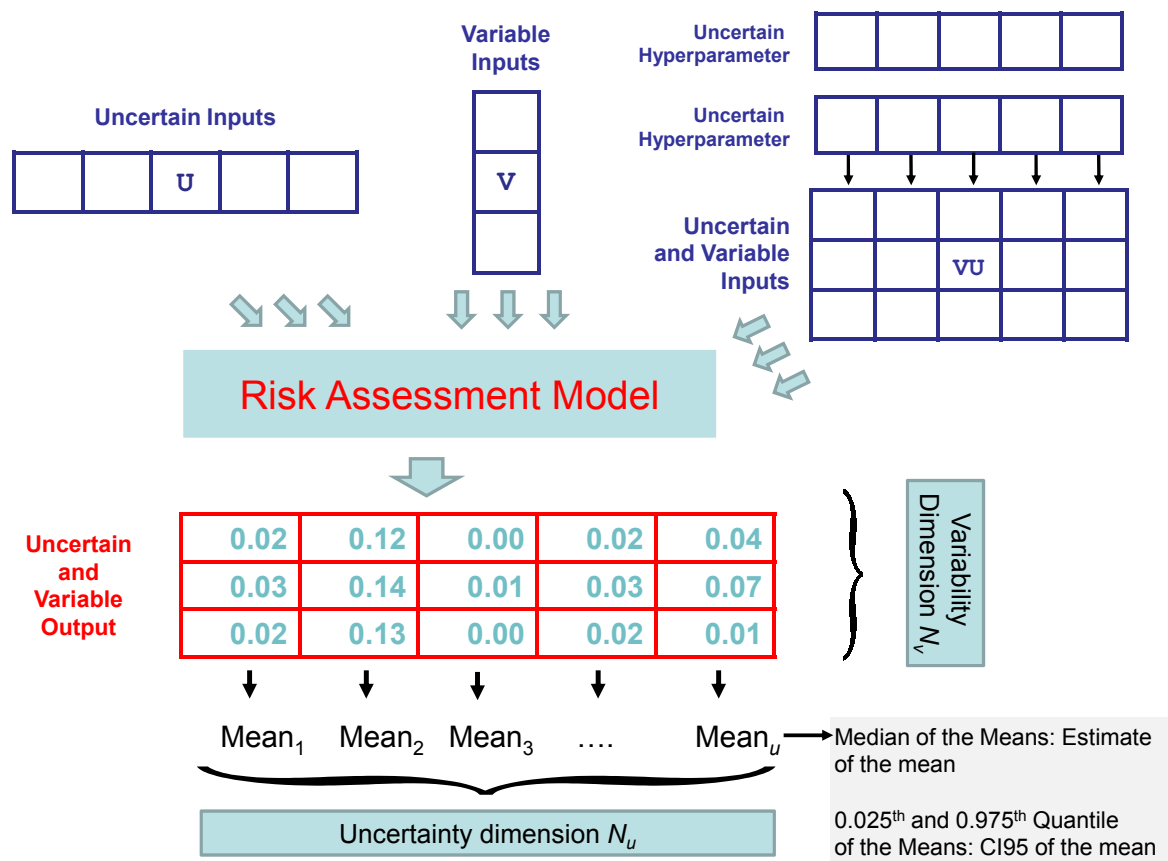 Variable
Inputs
Uncertain
Hyperparameter
Uncertain
Hyperparameter
Uncertain Inputs
U
V
Uncertain
and Variable
Inputs
VU
Risk Assessment Model
Uncertain
and
Variable
Output
0.02 0.12 0.00 0.02 0.04
0.03 0.14 0.01 0.03 0.07
0.02 0.13 0.00 0.02 0.01
Variability
Dimension Nv
Mean1 Mean2 Mean3 …. Meanu
Median of the Means: Estimate
of the mean
0.025th and 0.975th Quantile
of the Means: CI95 of the mean
Uncertainty dimension Nu